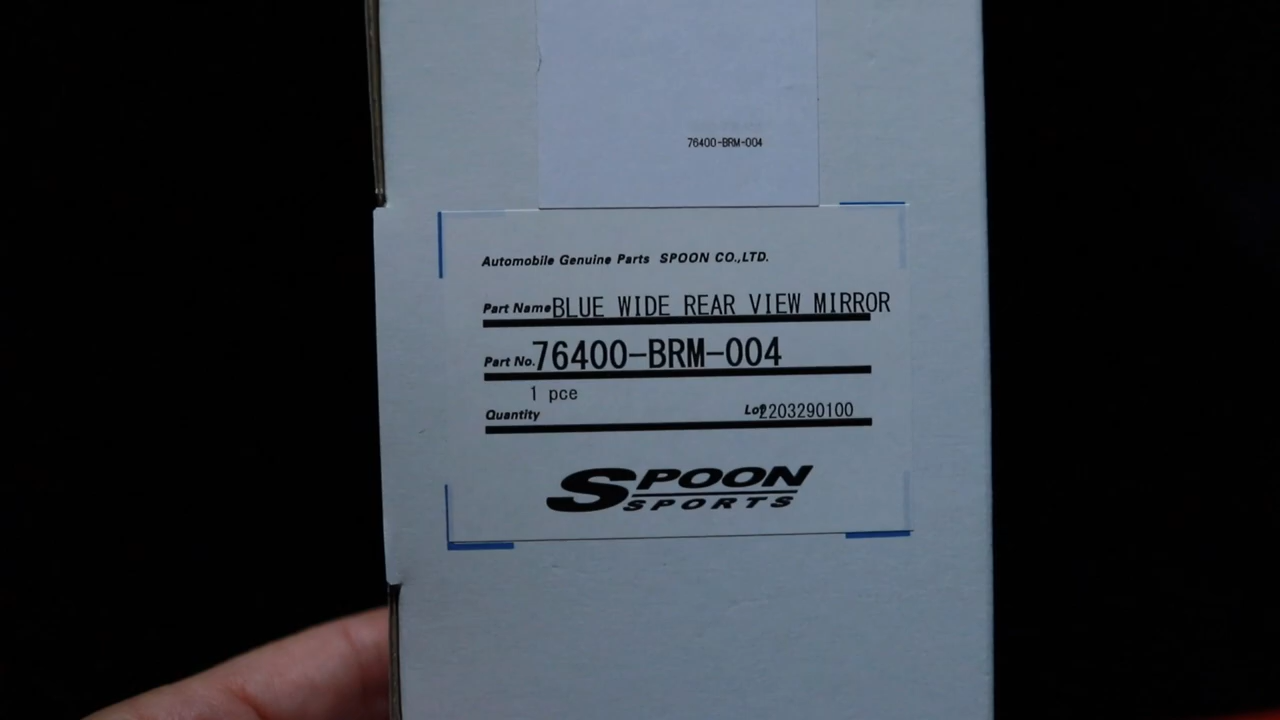 76400-BRM-004
Automobile Genuine Parts SPOON CO.,LTD.
Part Name BLUE WIDE REAR VIEW MIRROR
Part No. 76400-BRM-004
1 pce
Quantity Lot 2203290100
SPOON
SPORTS